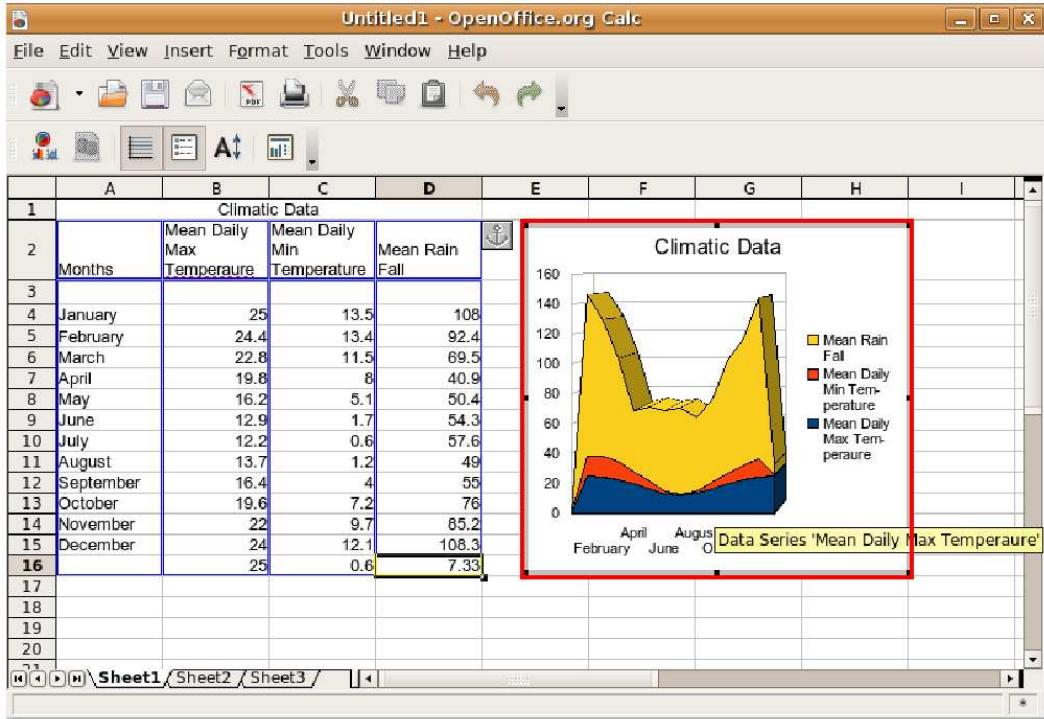 Untitled1 - OpenOffice.org Calc
File Edit View Insert Format Tools Window Help
PDF
A
A B C D E F G H I
1 Climatic Data
2 Months Mean Daily Max Temperaure Mean Daily Min Temperature Mean Rain Fall
3
4 January 25 13.5 108
5 February 24.4 13.4 92.4
6 March 22.8 11.5 69.5
7 April 19.8 8 40.9
8 May 16.2 5.1 50.4
9 June 12.9 1.7 54.3
10 July 12.2 0.6 57.6
11 August 13.7 1.2 49
12 September 16.4 4 55
13 October 19.6 7.2 76
14 November 22 9.7 85.2
15 December 24 12.1 108.3
16 25 0.6 7.33
17
18
19
20
Climatic Data
160
140
120
100
80
60
40
20
0
April Augus
February June O
Mean Rain
Fall
Mean Daily
Min Tem-
perature
Mean Daily
Max Tem-
peraure
Data Series 'Mean Daily Max Temperaure'
Sheet1 Sheet2 Sheet3
*